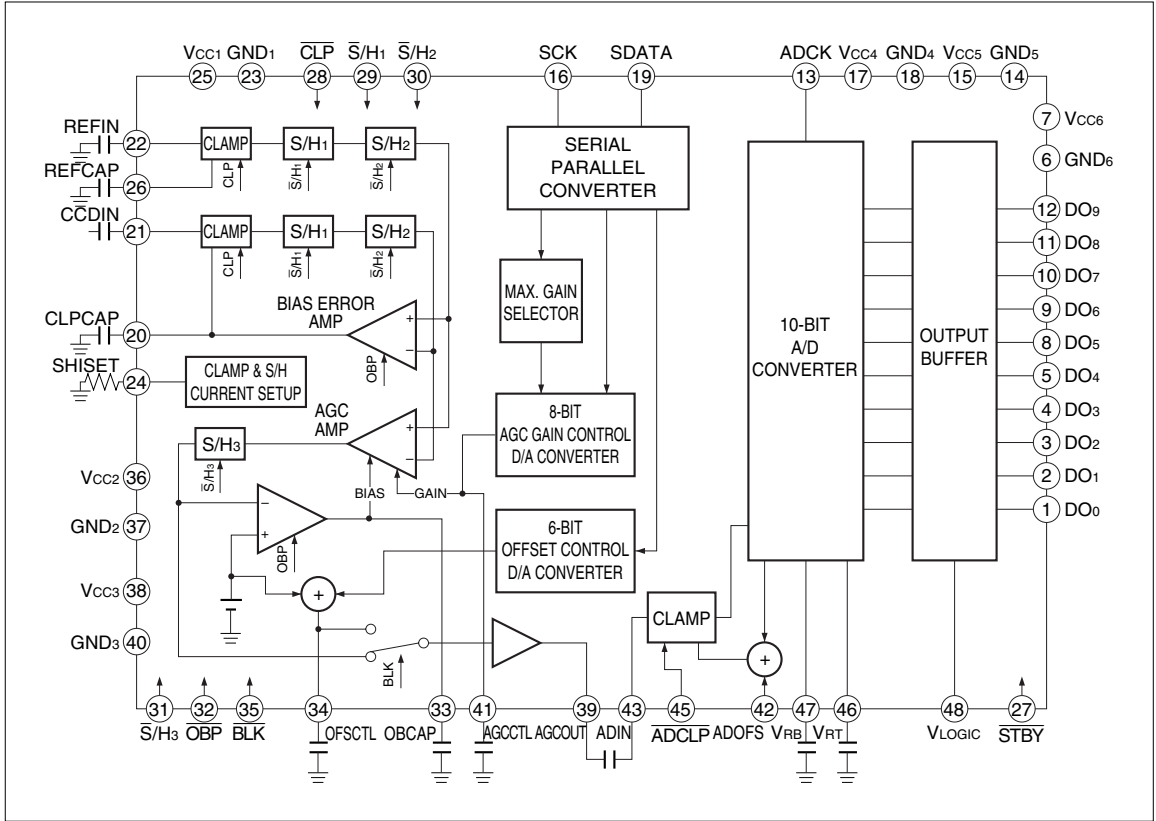 VCC1 GND1 CLP S/H1 S/H2 SCK SDATA ADCK VCC4 GND4 VCC5 GND5
25 23 28 29 30 16 19 13 17 18 15 14
7 VCC6
6 GND6
12 DO9
11 DO8
10 DO7
9 DO6
8 DO5
5 DO4
4 DO3
3 DO2
2 DO1
1 DO0
REFIN
22
CLAMP
S/H1
S/H2
CLP
S/H1
S/H2
REFCAP
26
CCDIN
21
CLAMP
S/H1
S/H2
CLP
S/H1
S/H2
BIAS ERROR
AMP
+
−
OBP
CLPCAP
20
SHISET
24
CLAMP & S/H
CURRENT SETUP
AGC
AMP
+
−
S/H3
S/H3
BIAS
GAIN
VCC2
36
GND2
37
VCC3
38
GND3
40
−
+
OBP
+
BLK
SERIAL
PARALLEL
CONVERTER
MAX. GAIN
SELECTOR
8-BIT
AGC GAIN CONTROL
D/A CONVERTER
6-BIT
OFFSET CONTROL
D/A CONVERTER
10-BIT
A/D
CONVERTER
OUTPUT
BUFFER
CLAMP
+
31 32 35 34 33 41 39 43 45 42 47 46 48 27
S/H3 OBP BLK OFSCTL OBCAP AGCCTL AGCOUT ADIN ADCLP ADOFS VRB VRT VLOGIC STBY